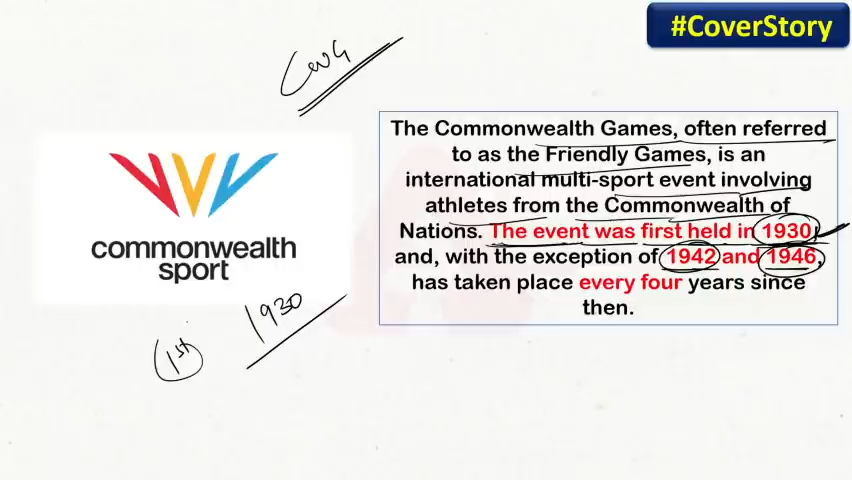 #CoverStory
CWG
The Commonwealth Games, often referred
to as the Friendly Games, is an
international multi-sport event involving
athletes from the Commonwealth of
Nations. The event was first held in 1930,
and, with the exception of 1942 and 1946,
has taken place every four years since
then.
commonwealth
sport
1st 1930